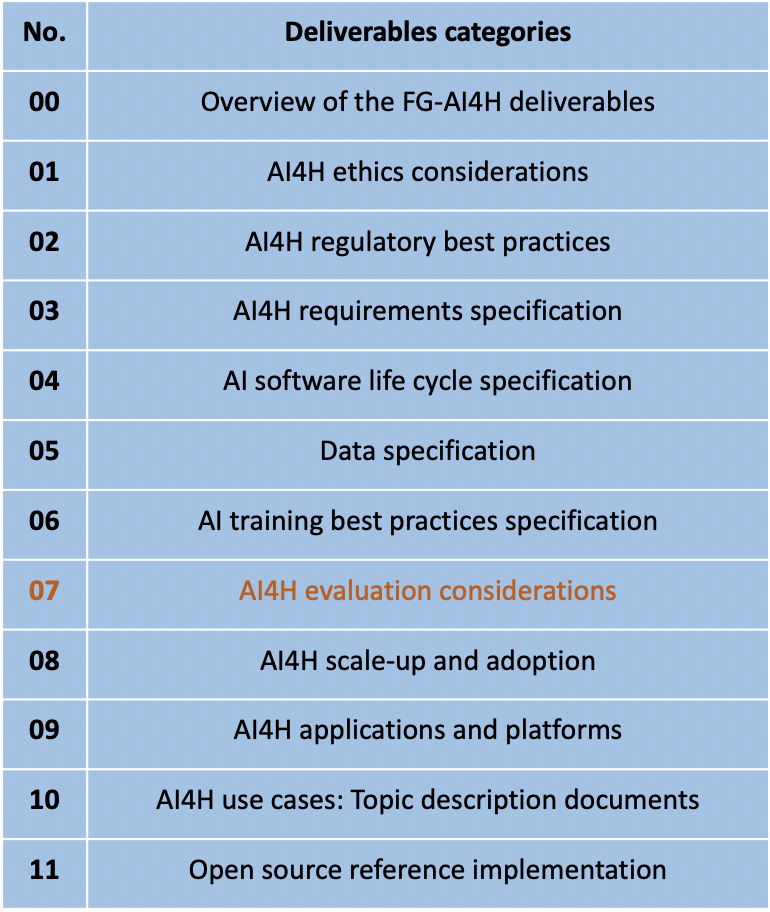 No. Deliverables categories
00 Overview of the FG-AI4H deliverables
01 AI4H ethics considerations
02 AI4H regulatory best practices
03 AI4H requirements specification
04 AI software life cycle specification
05 Data specification
06 AI training best practices specification
07 AI4H evaluation considerations
08 AI4H scale-up and adoption
09 AI4H applications and platforms
10 AI4H use cases: Topic description documents
11 Open source reference implementation